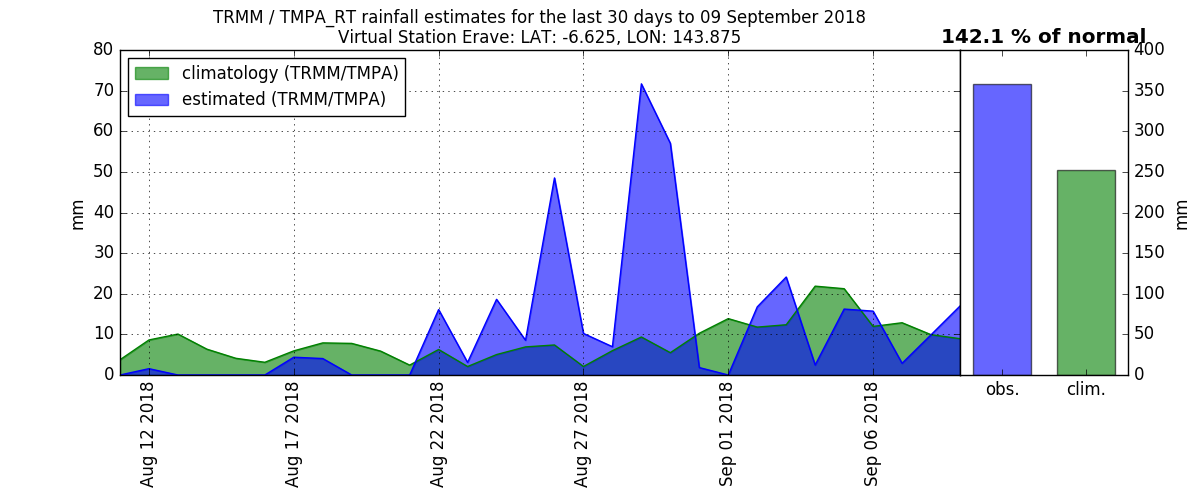 TRMM / TMPA_RT rainfall estimates for the last 30 days to 09 September 2018
Virtual Station Erave: LAT: -6.625, LON: 143.875
142.1 % of normal
climatology (TRMM/TMPA)
estimated (TRMM/TMPA)
80
70
60
50
40
30
20
10
0
mm
Aug 12 2018
Aug 17 2018
Aug 22 2018
Aug 27 2018
Sep 01 2018
Sep 06 2018
obs.
clim.
400
350
300
250
200
150
100
50
0
mm